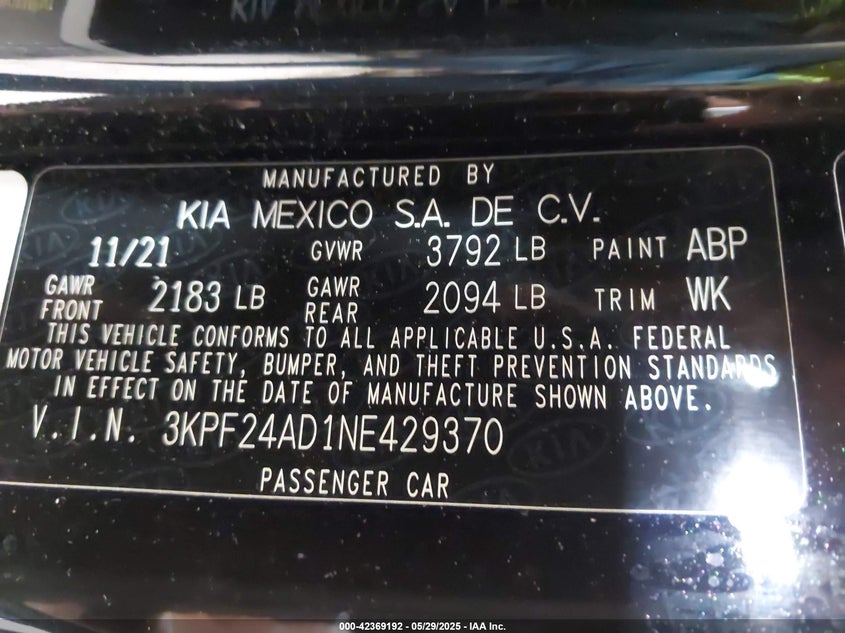 MANUFACTURED BY
KIA MEXICO S.A. DE C.V.
11/21 GVWR 3792 LB PAINT ABP
GAWR FRONT 2183 LB GAWR REAR 2094 LB TRIM WK
THIS VEHICLE CONFORMS TO ALL APPLICABLE U.S.A. FEDERAL
MOTOR VEHICLE SAFETY, BUMPER, AND THEFT PREVENTION STANDARDS
IN EFFECT ON THE DATE OF MANUFACTURE SHOWN ABOVE.
V.I.N. 3KPF24AD1NE429370
PASSENGER CAR
000-42369192 - 05/29/2025 - IAA Inc.